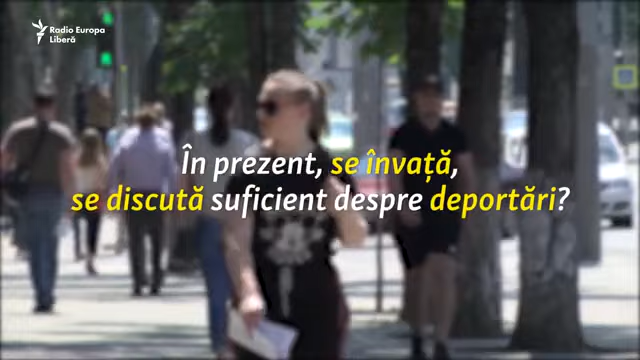 Radio Europa
Liberă
În prezent, se învață,
se discută suficient despre deportări?